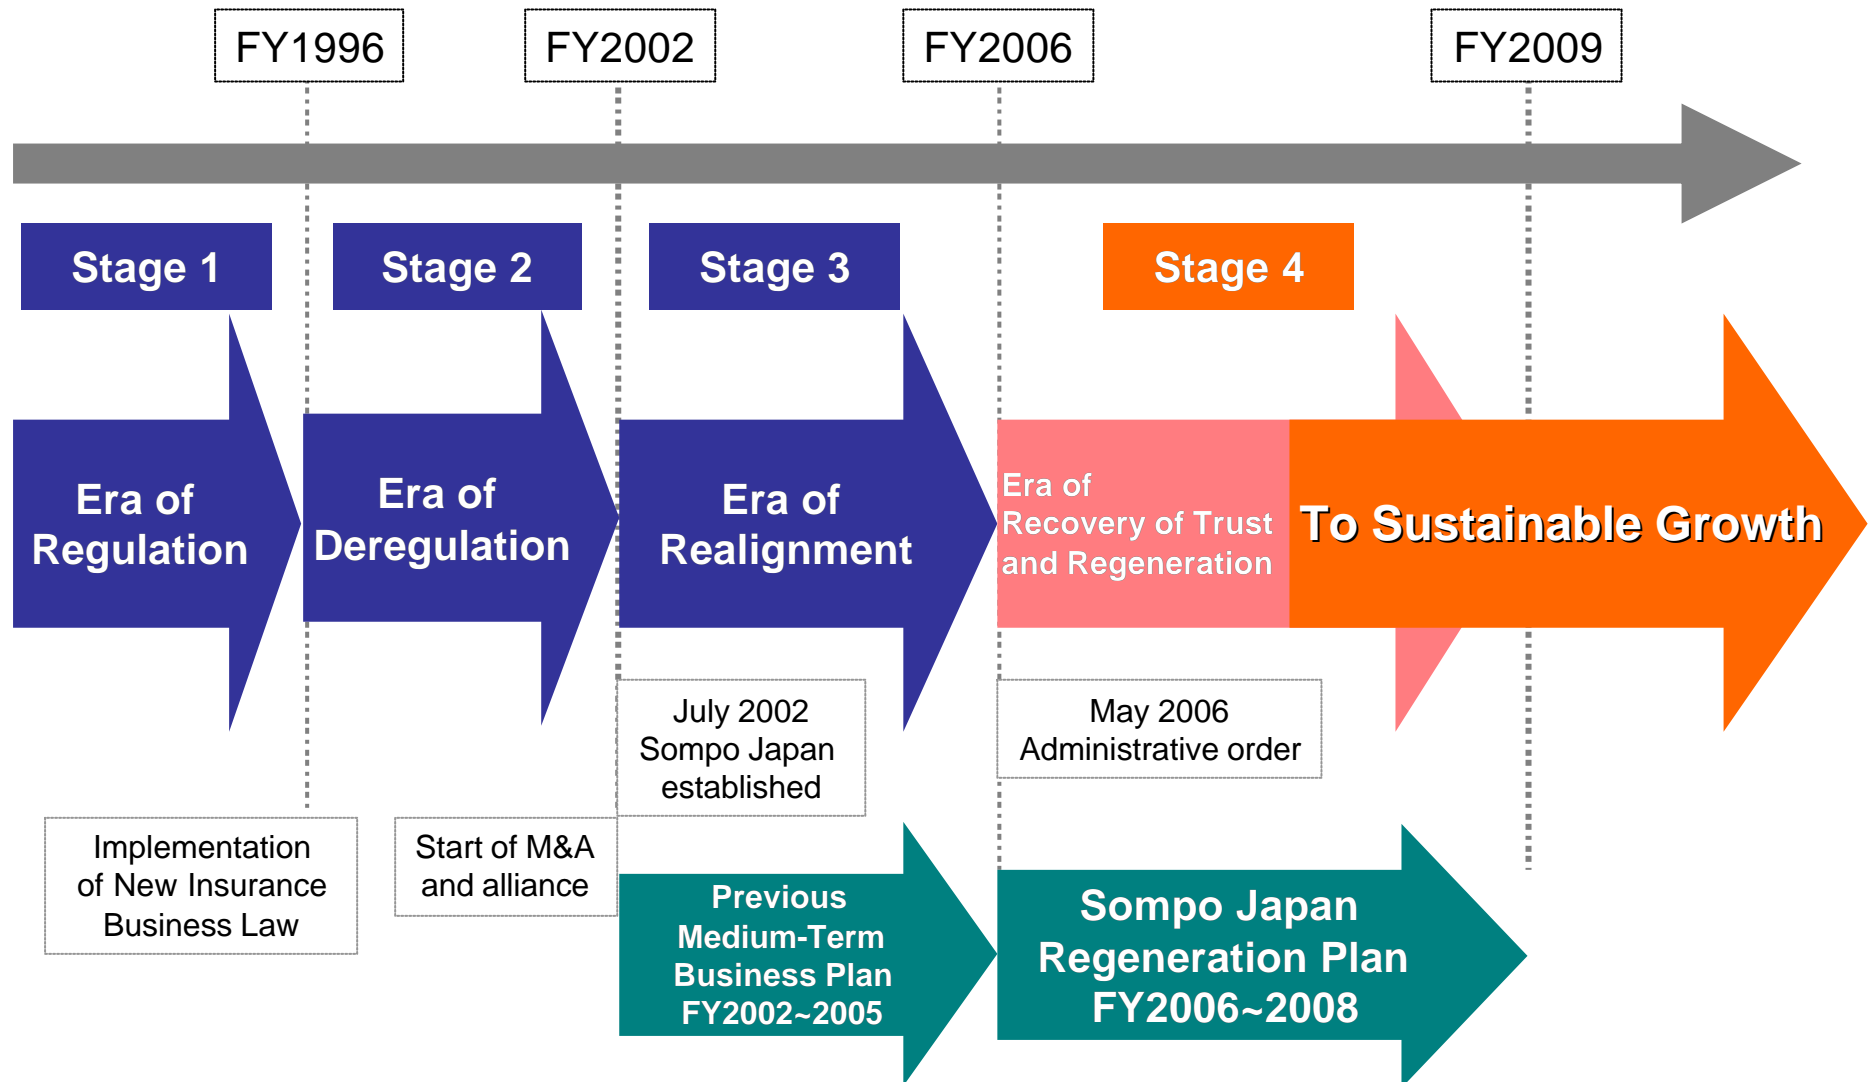 FY1996
FY2002
FY2006
FY2009
Stage 1
Stage 2
Stage 3
Stage 4
Era of
Regulation
Era of
Deregulation
Era of
Realignment
Era of
Recovery of Trust
and Regeneration
To Sustainable Growth
July 2002
Sompo Japan
established
May 2006
Administrative order
Implementation
of New Insurance
Business Law
Start of M&A
and alliance
Previous
Medium-Term
Business Plan
FY2002~2005
Sompo Japan
Regeneration Plan
FY2006~2008